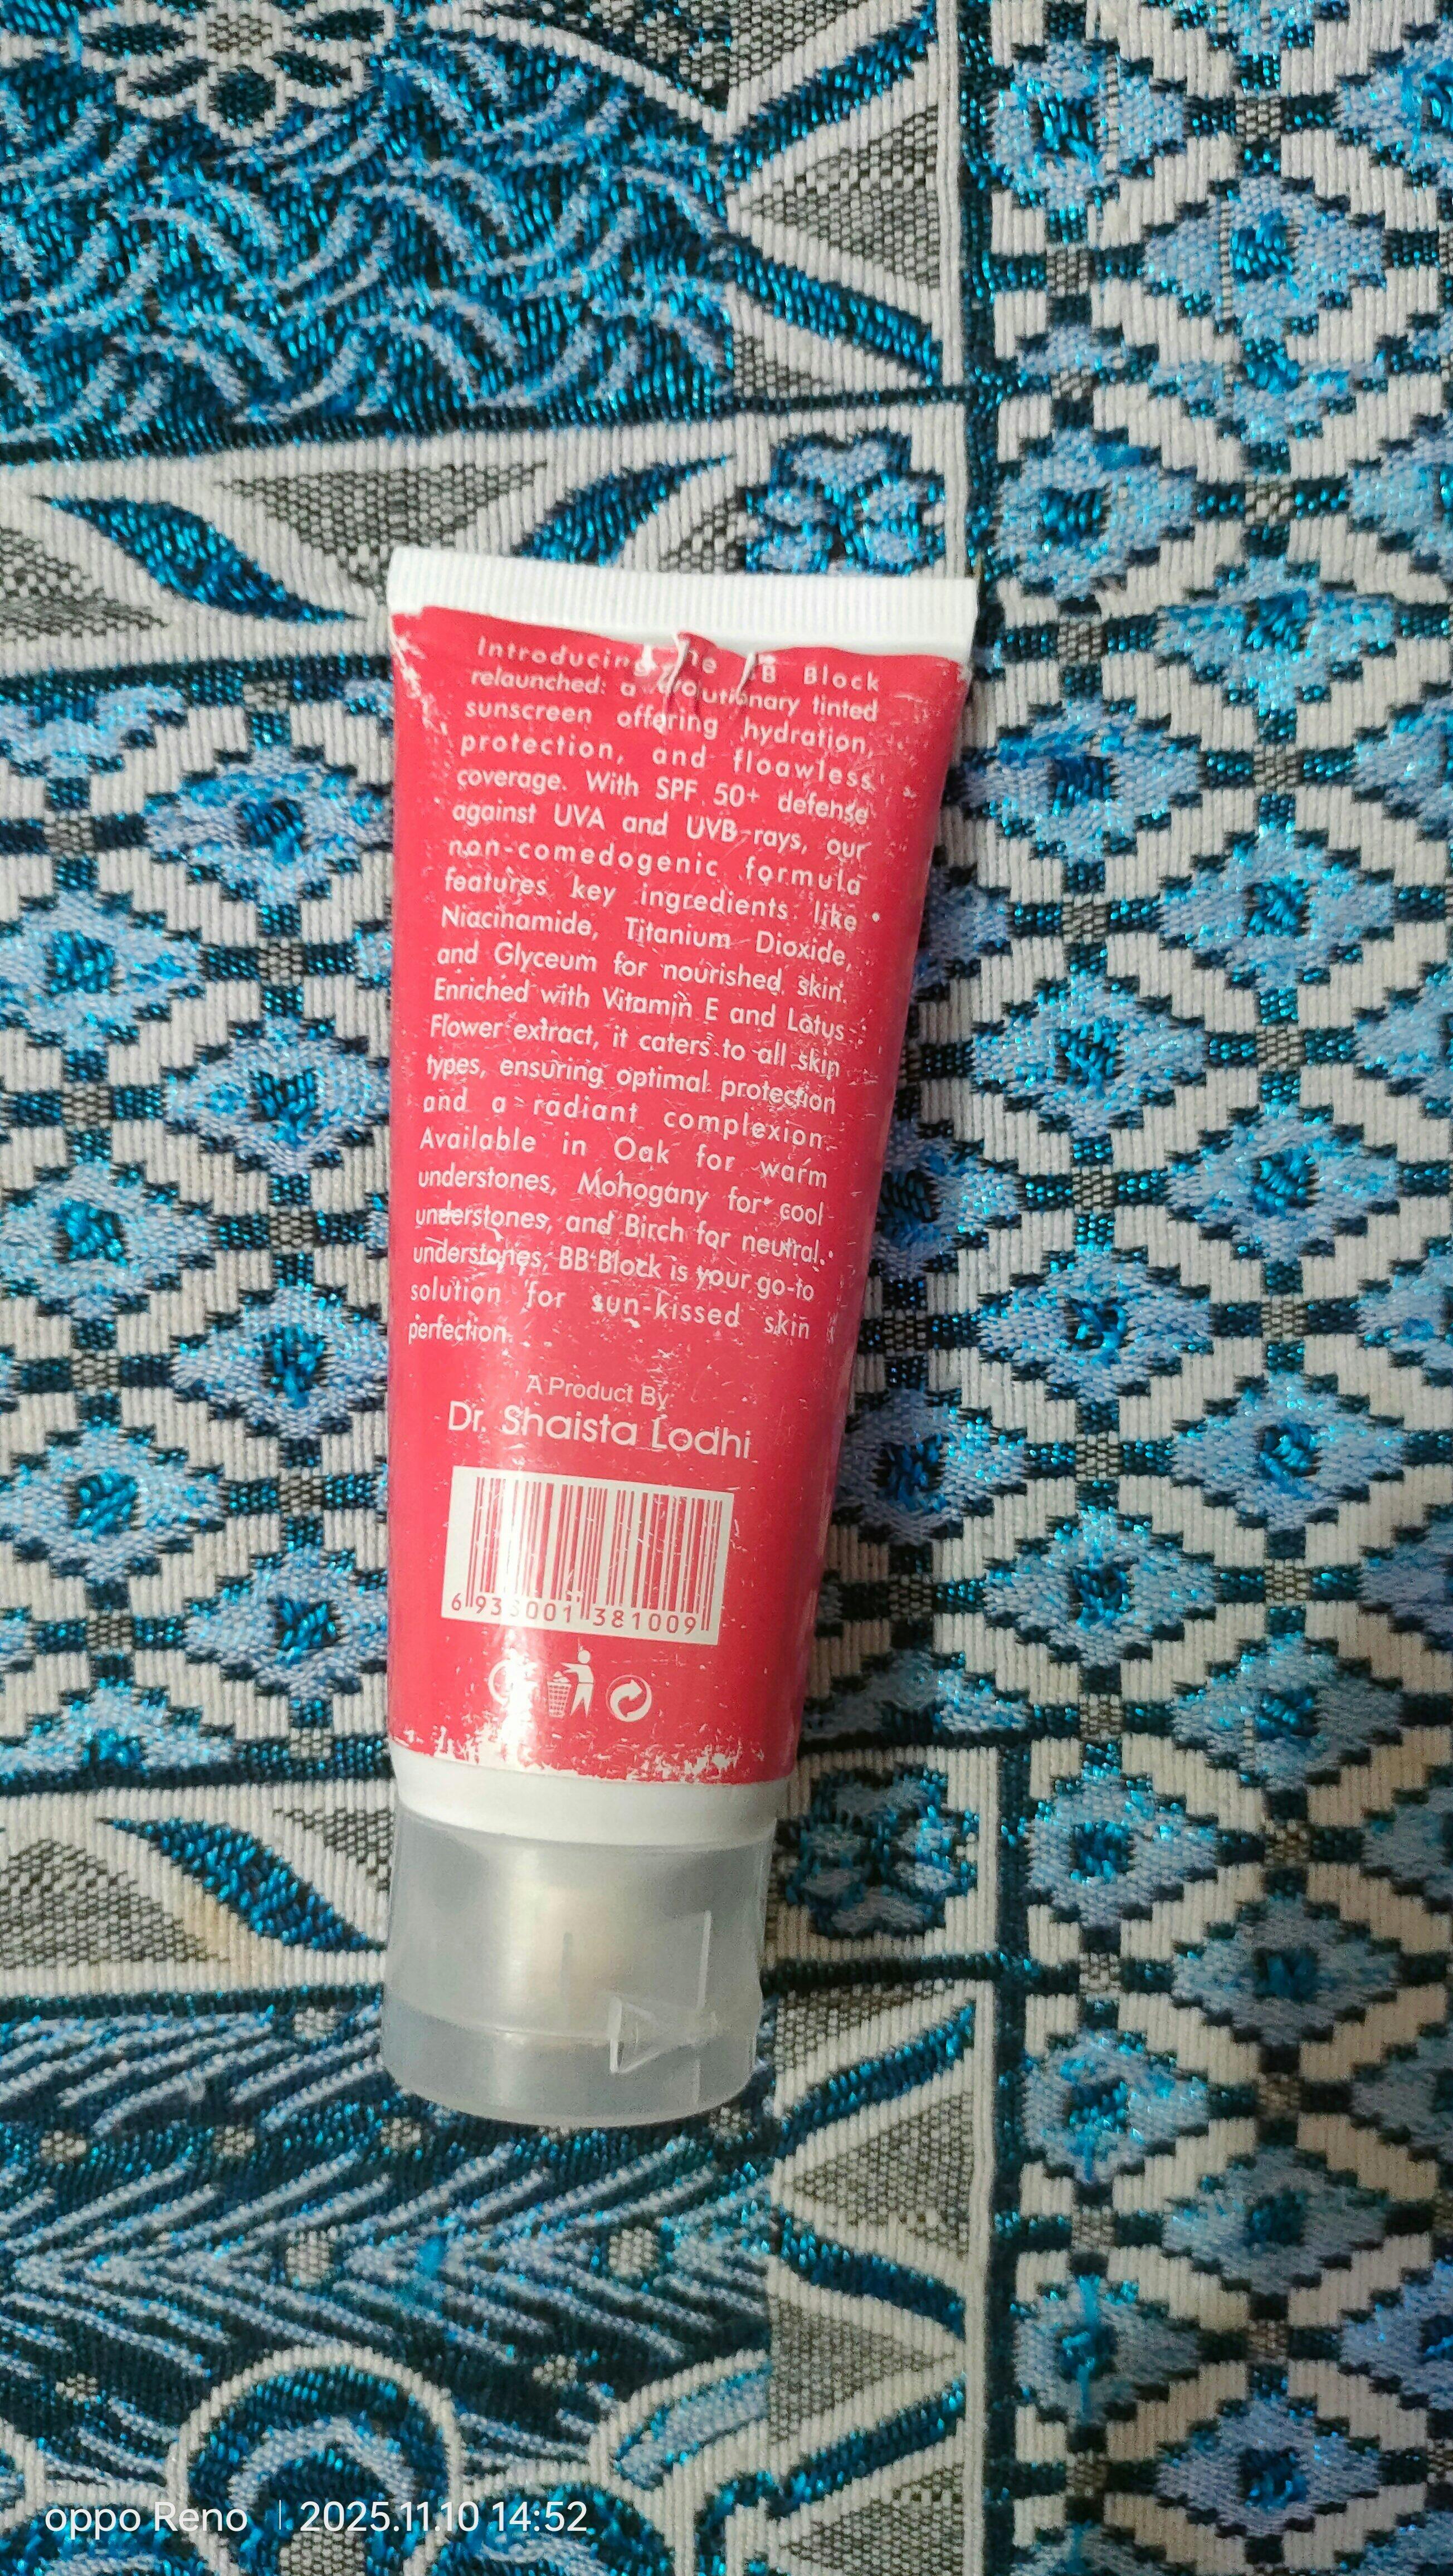 Introducing the BB Block
relaunched: a tinted
sunscreen offering hydration,
protection, and floawless
coverage. With SPF 50+ defense
against UVA and UVB rays, our
non-comedogenic formula
features key ingredients like
Niacinamide, Titanium Dioxide,
and Glyceum for nourished skin.
Enriched with Vitamin E and Lotus
Flower extract, it caters to all skin
types, ensuring optimal protection
and a radiant complexion.
Available in Oak for warm
understones, Mohogany for cool
understones, and Birch for neutral
understones, BB Block is your go-to
solution for sun-kissed skin
perfection.
A Product By
Dr. Shaista Lodhi
381009
oppo Reno | 2025.11.10 14:52